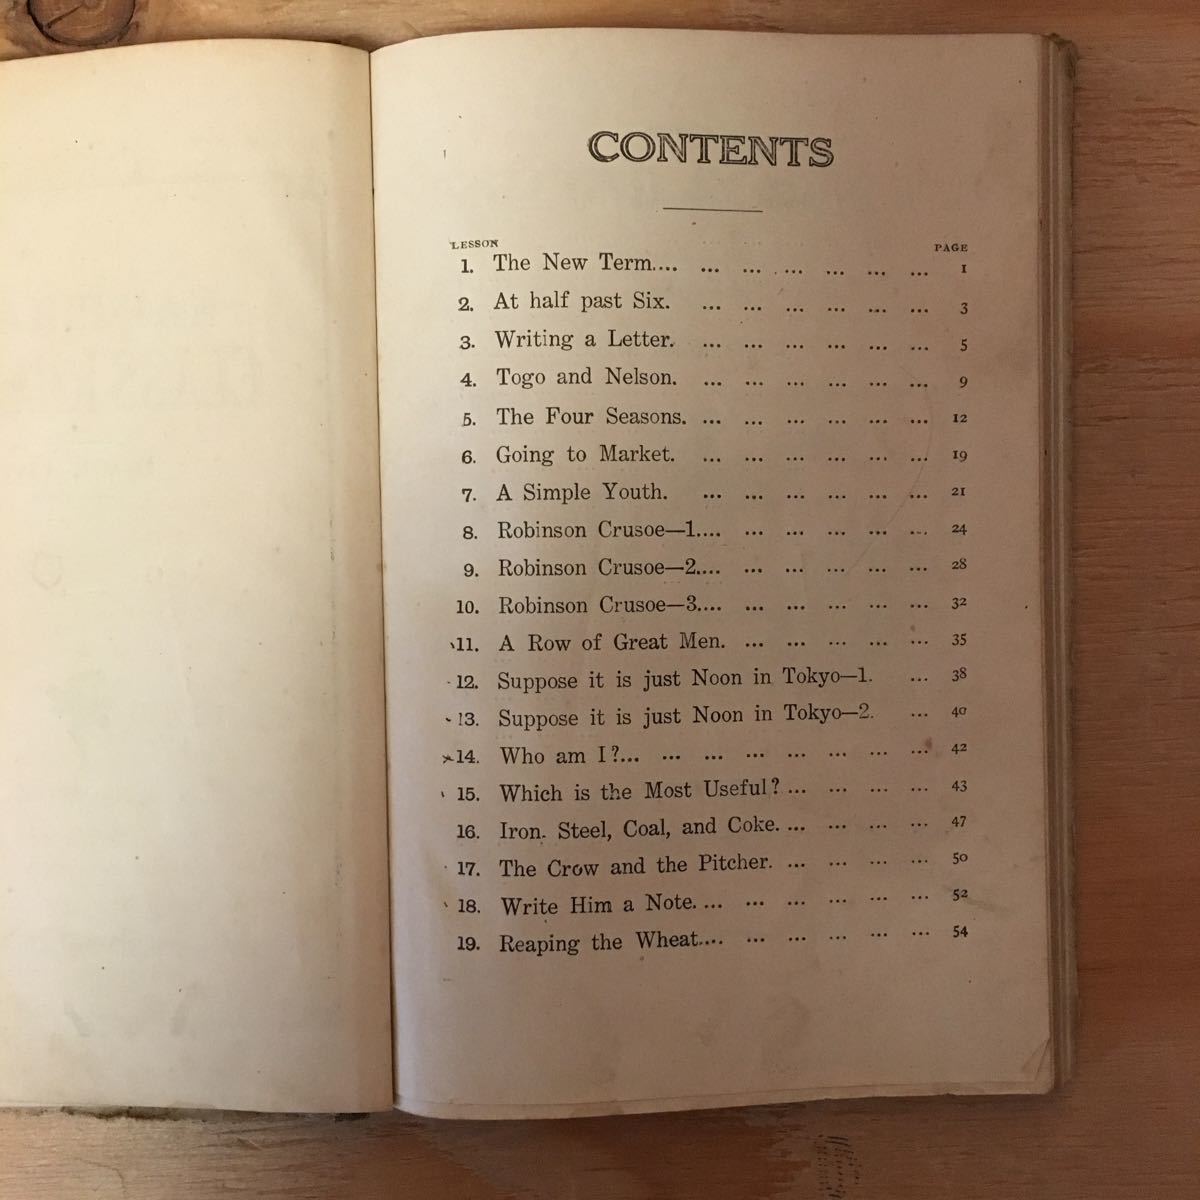 CONTENTS
LESSON PAGE
1. The New Term.... ... ... ... ... ... ... 1
2. At half past Six. ... ... ... ... ... ... 3
3. Writing a Letter. ... ... ... ... ... ... 5
4. Togo and Nelson. ... ... ... ... ... ... 9
5. The Four Seasons. ... ... ... ... ... ... 12
6. Going to Market. ... ... ... ... ... ... 19
7. A Simple Youth. ... ... ... ... ... ... 21
8. Robinson Crusoe—1.... ... ... ... ... ... 24
9. Robinson Crusoe—2.... ... ... ... ... ... 28
10. Robinson Crusoe—3.... ... ... ... ... ... 32
11. A Row of Great Men. ... ... ... ... ... 35
12. Suppose it is just Noon in Tokyo—1. ... 38
13. Suppose it is just Noon in Tokyo—2. ... 40
14. Who am I?... ... ... ... ... ... ... ... 42
15. Which is the Most Useful? ... ... ... ... 43
16. Iron. Steel, Coal, and Coke. ... ... ... ... 47
17. The Crow and the Pitcher. ... ... ... ... 50
18. Write Him a Note. ... ... ... ... ... ... 52
19. Reaping the Wheat.... ... ... ... ... ... 54